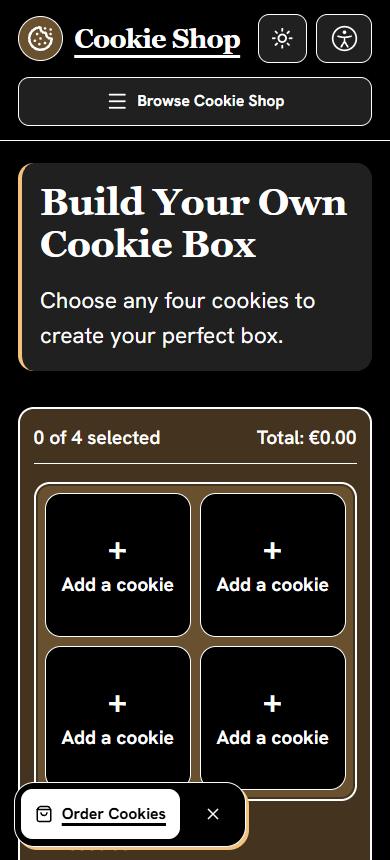 Cookie Shop
Browse Cookie Shop
Build Your Own
Cookie Box
Choose any four cookies to
create your perfect box.
0 of 4 selected
Total: €0.00
+
Add a cookie
+
Add a cookie
+
Add a cookie
+
Add a cookie
Order Cookies